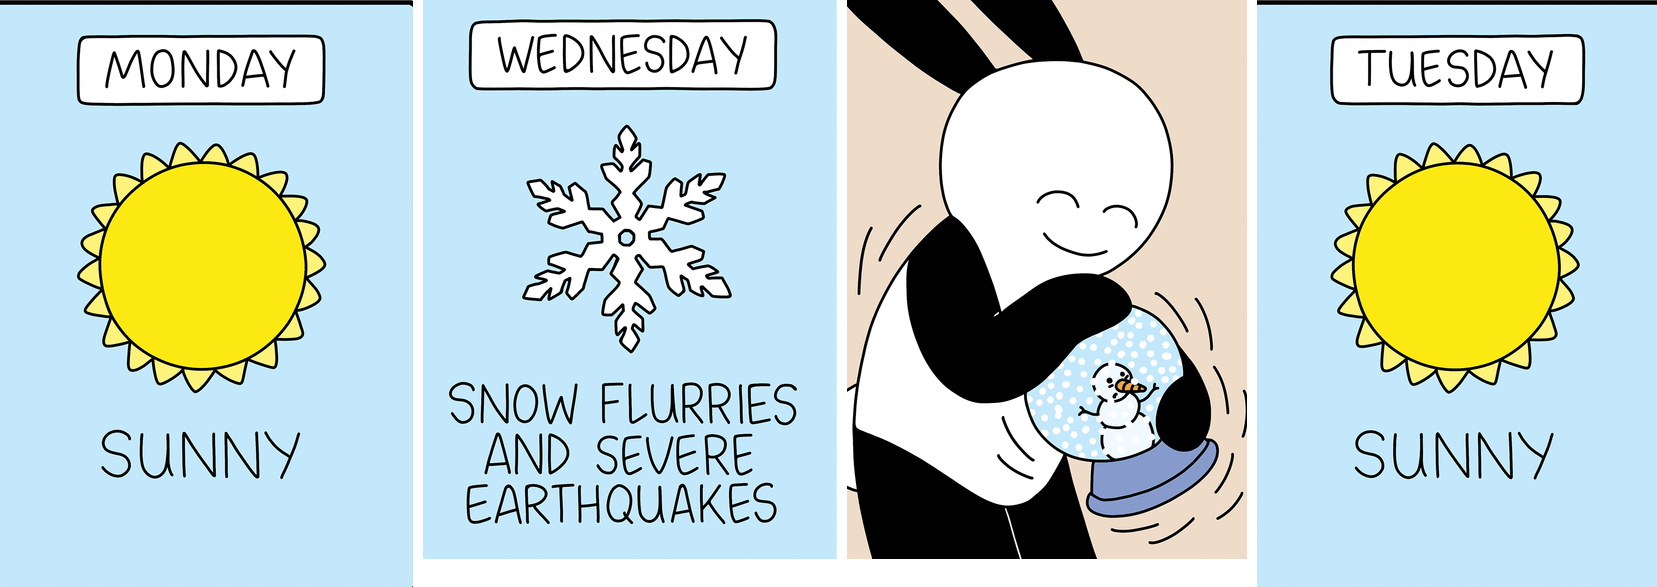 MONDAY
SUNNY
WEDNESDAY
SNOW FLURRIES
AND SEVERE
EARTHQUAKES
TUESDAY
SUNNY